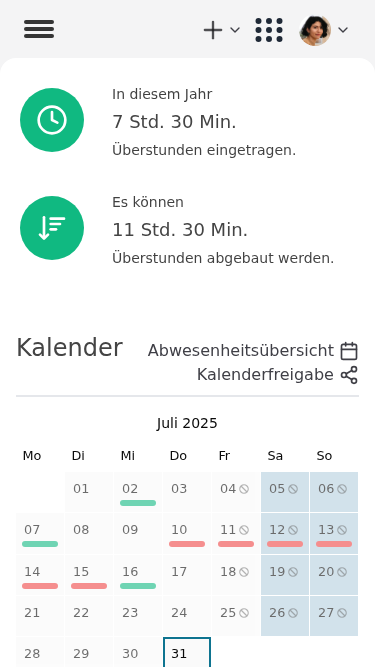 In diesem Jahr
7 Std. 30 Min.
Überstunden eingetragen.
Es können
11 Std. 30 Min.
Überstunden abgebaut werden.
Kalender
Abwesenheitsübersicht
Kalenderfreigabe
Juli 2025
Mo Di Mi Do Fr Sa So
01 02 03 04 05 06
07 08 09 10 11 12 13
14 15 16 17 18 19 20
21 22 23 24 25 26 27
28 29 30 31